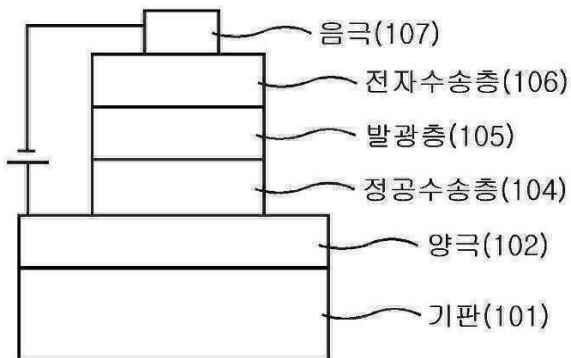 음극(107)
전자수송층(106)
발광층(105)
정공수송층(104)
양극(102)
기판(101)